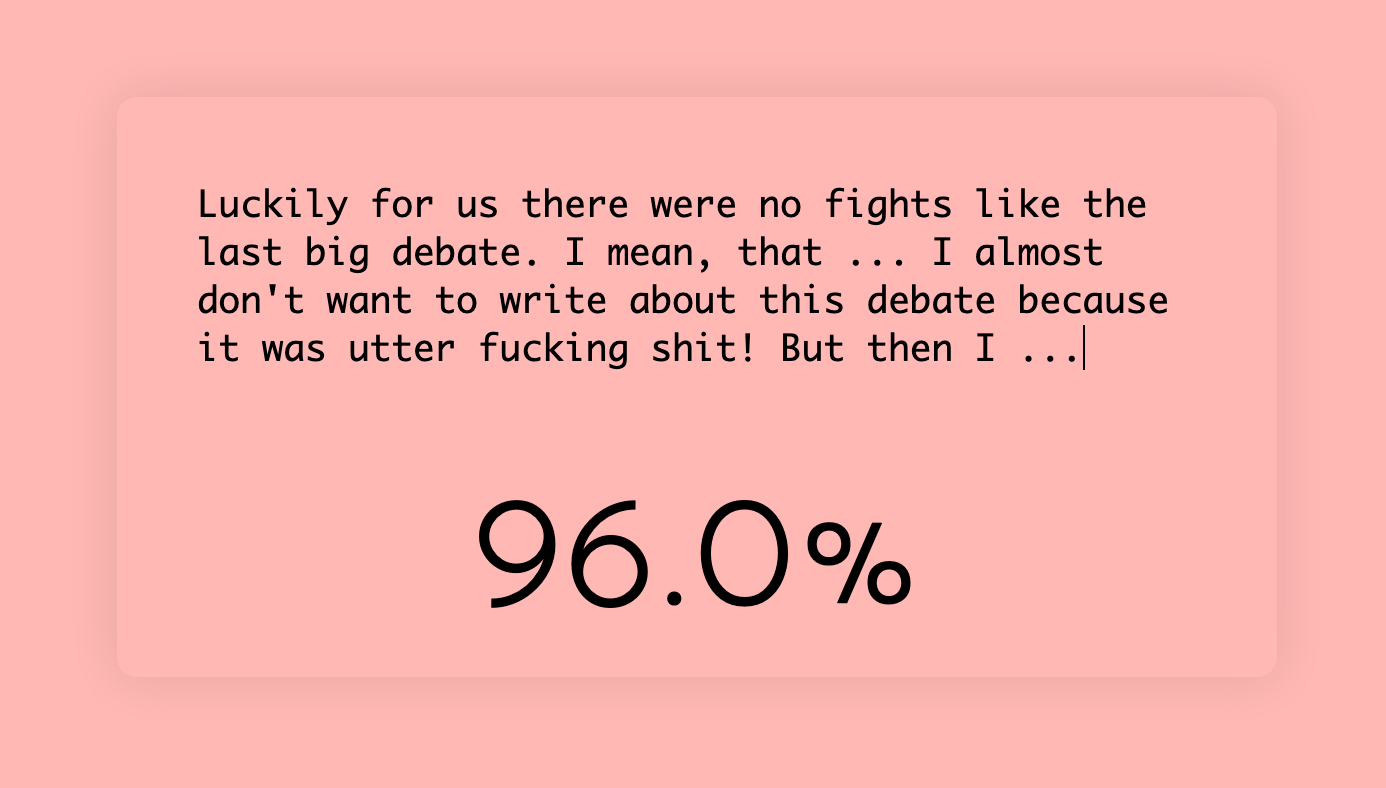 Luckily for us there were no fights like the
last big debate. I mean, that ... I almost
don't want to write about this debate because
it was utter fucking shit! But then I ...
96.0%